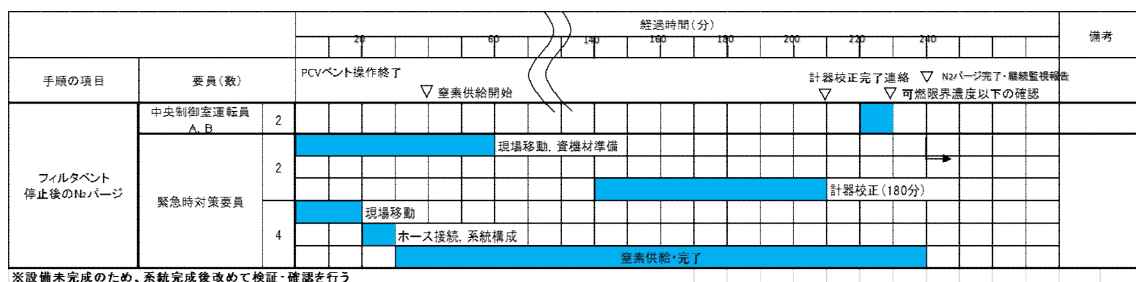 経過時間(分)
備考
20
60
140
160
180
200
220
240
手順の項目
要員(数)
PCVベント操作終了
窒素供給開始
計器校正完了連絡
N2パージ完了・継続監視報告
可燃限界濃度以下の確認
フィルタベント
停止後のN2パージ
中央制御室運転員
A, B
2
緊急時対策要員
2
現場移動, 資機材準備
計器校正(180分)
4
現場移動
ホース接続, 系統構成
窒素供給・完了
※設備未完成のため、系統完成後改めて検証・確認を行う